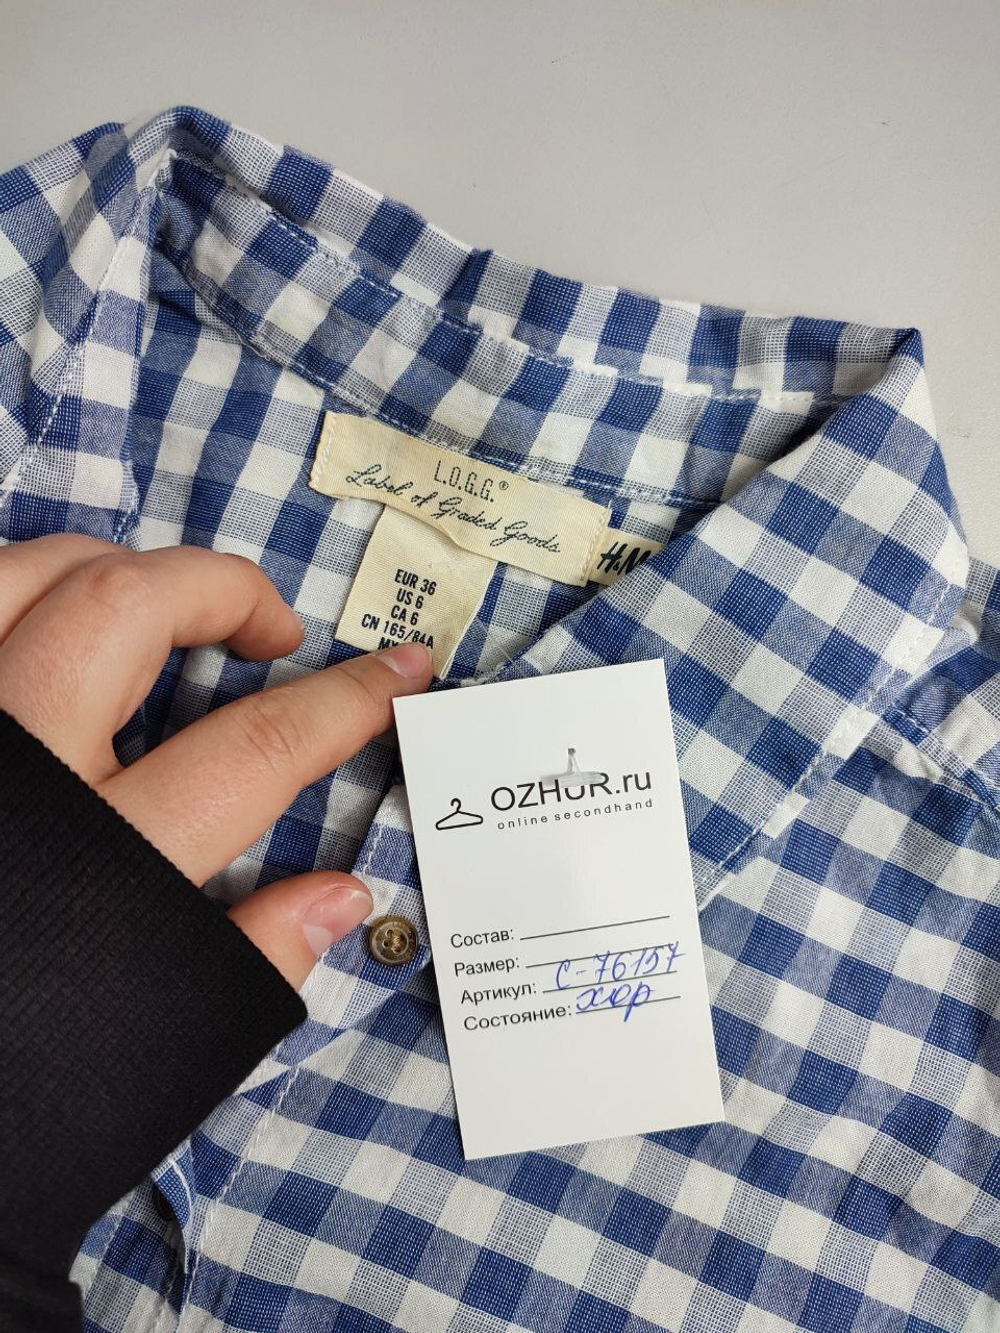 L.O.G.G.®
Label of Graded Goods
H&M
EUR 36
US 6
CA 6
CN 165/84A
OZHUR.ru
online secondhand
Состав:
Размер:
Артикул: С-76157
Состояние: хор